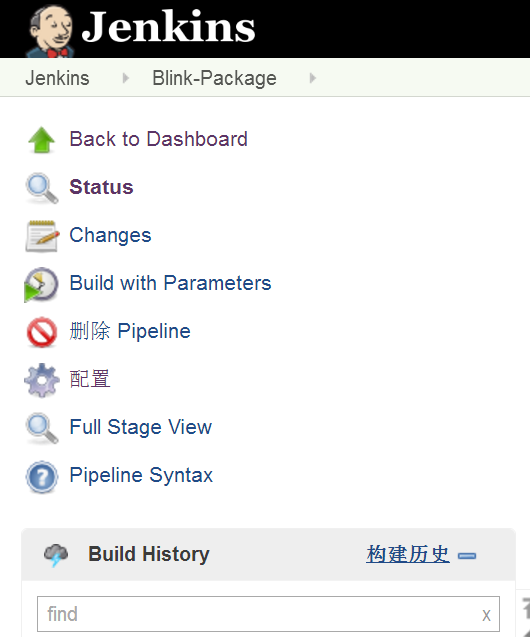 Jenkins
Jenkins Blink-Package
Back to Dashboard
Status
Changes
Build with Parameters
删除 Pipeline
配置
Full Stage View
Pipeline Syntax
Build History 构建历史
find x